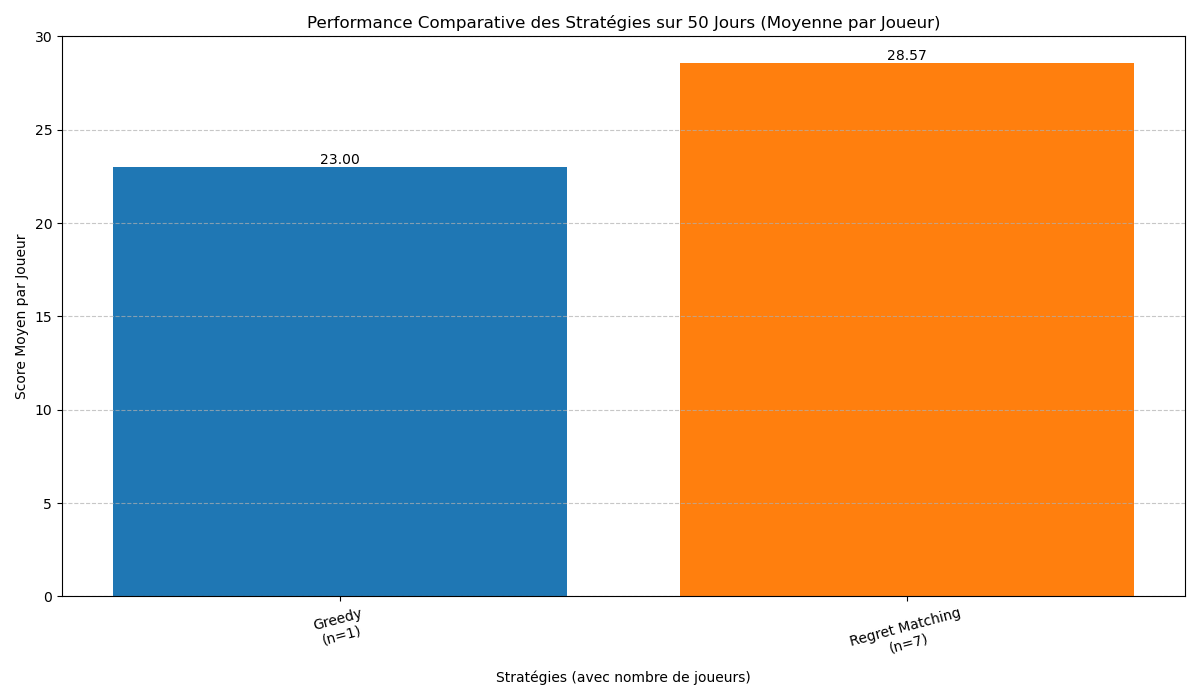 Performance Comparative des Stratégies sur 50 Jours (Moyenne par Joueur)
30
25
20
15
10
5
0
Score Moyen par Joueur
23.00
28.57
Greedy
(n=1)
Regret Matching
(n=7)
Stratégies (avec nombre de joueurs)